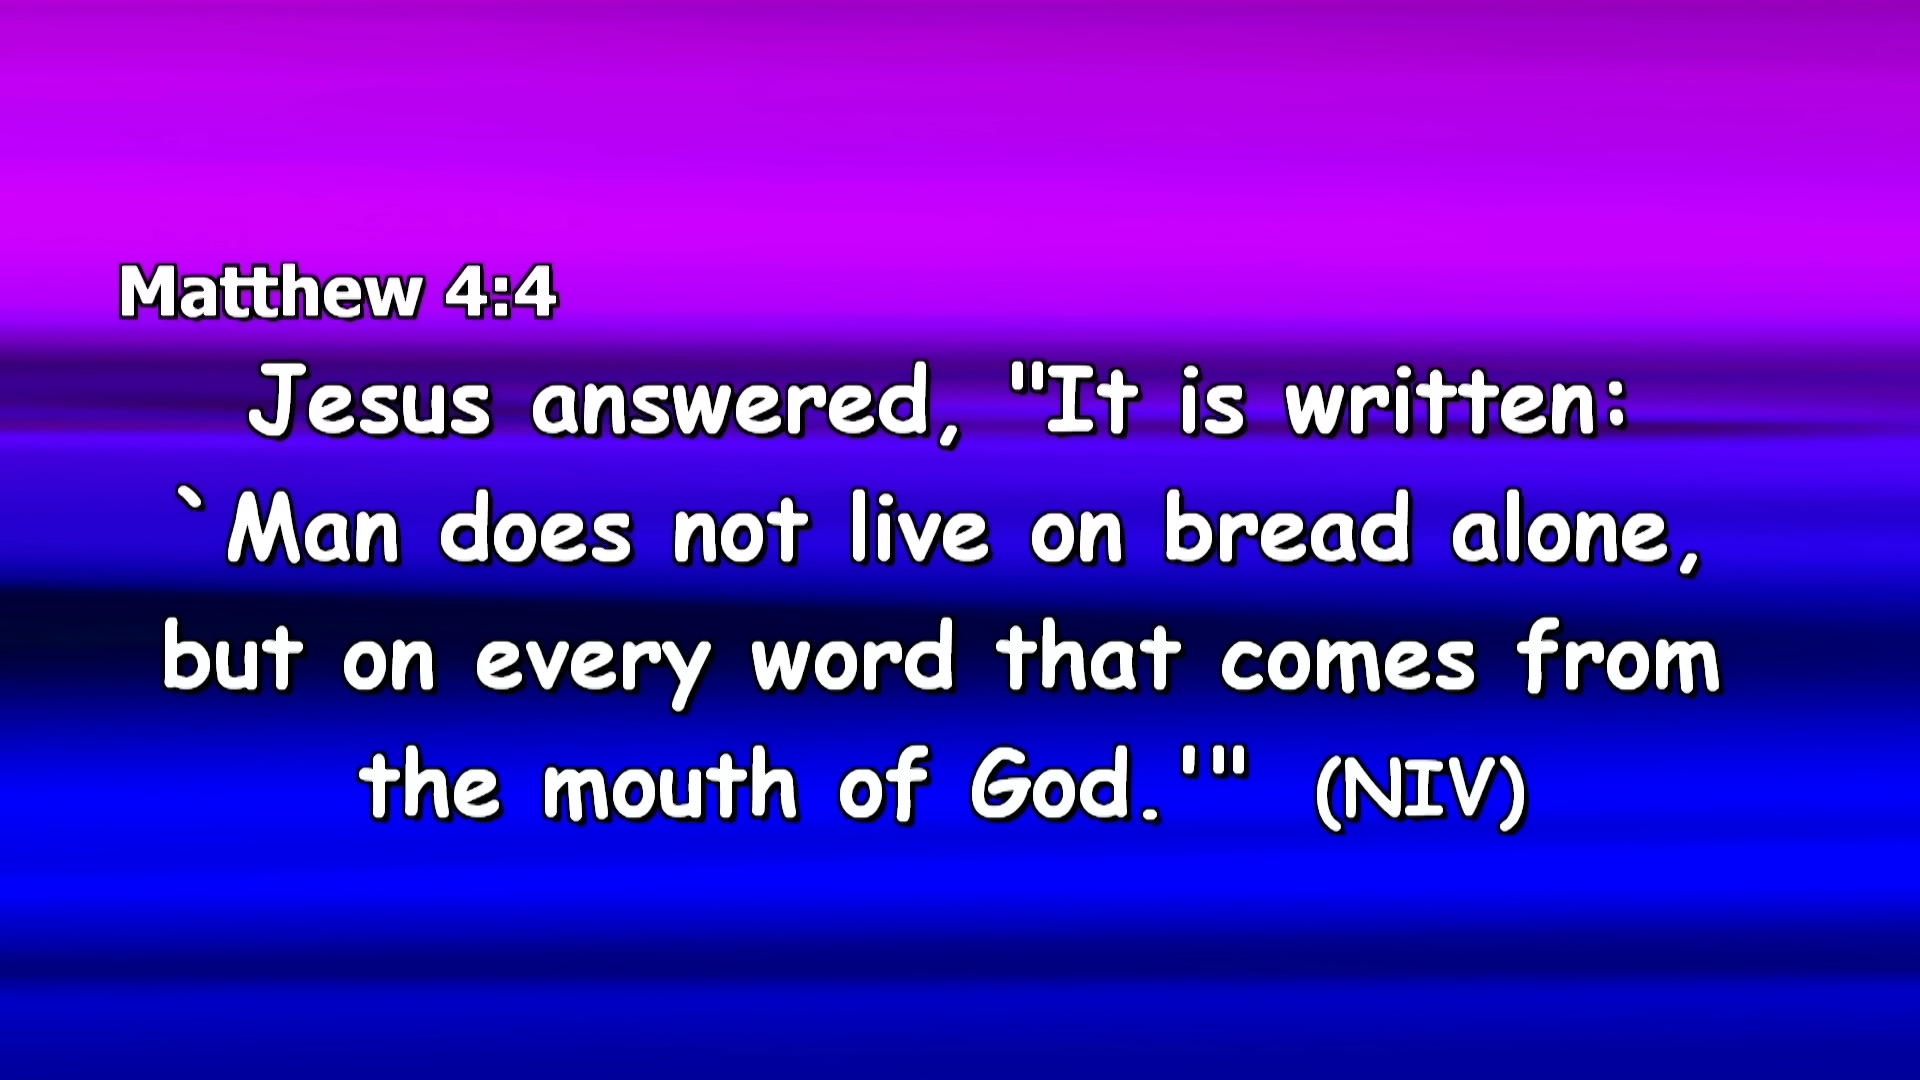 Matthew 4:4
Jesus answered, "It is written:
`Man does not live on bread alone,
but on every word that comes from
the mouth of God.'" (NIV)